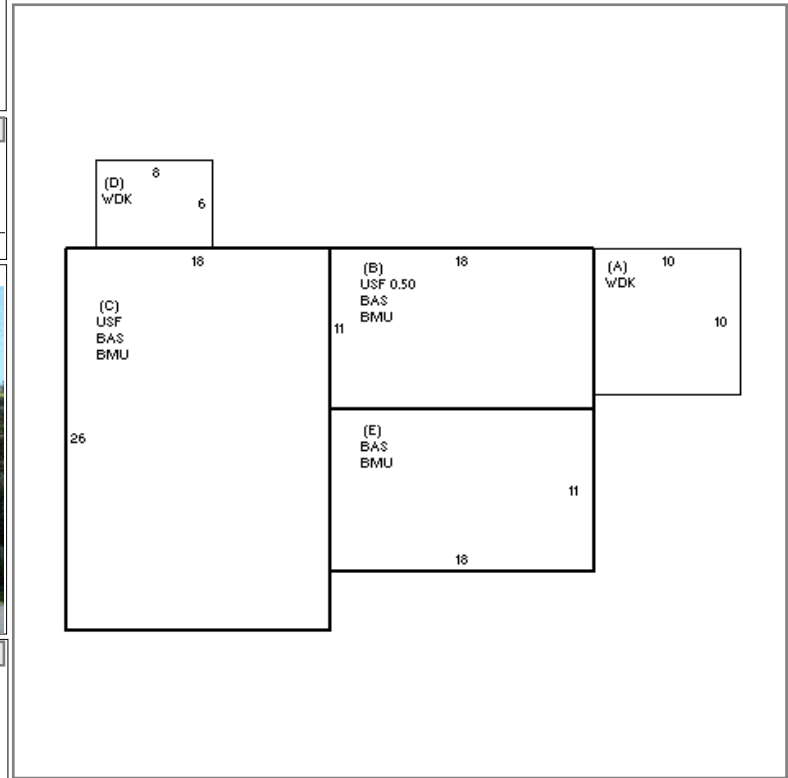 8
(D)
WDK
6
18
(C)
USF
BAS
BMU
26
18
(B)
USF 0.50
BAS
BMU
11
10
(A)
WDK
10
(E)
BAS
BMU
11
18